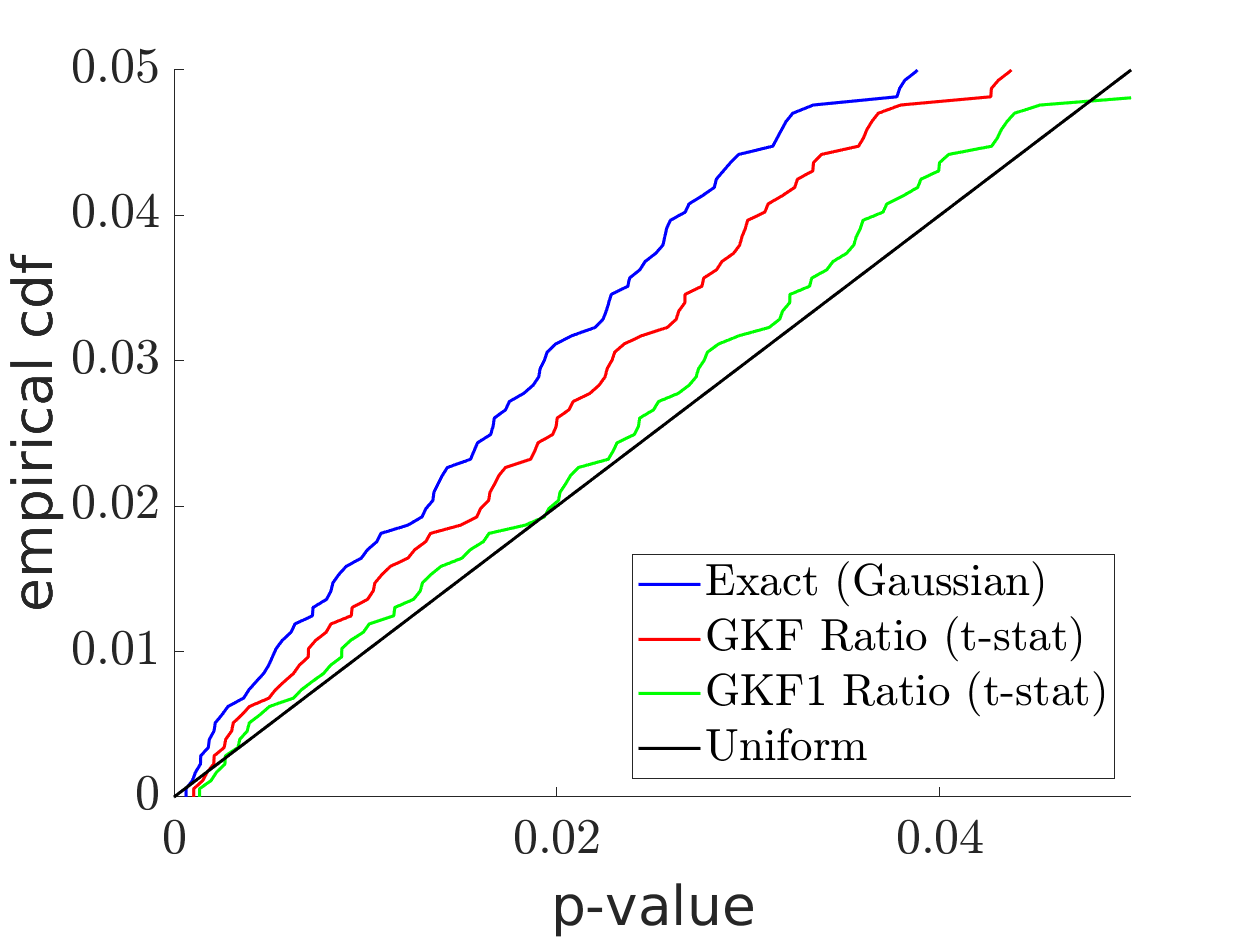 0.05
0.04
0.03
0.02
0.01
0
empirical cdf
Exact (Gaussian)
GKF Ratio (t-stat)
GKF1 Ratio (t-stat)
Uniform
0
0.02
0.04
p-value